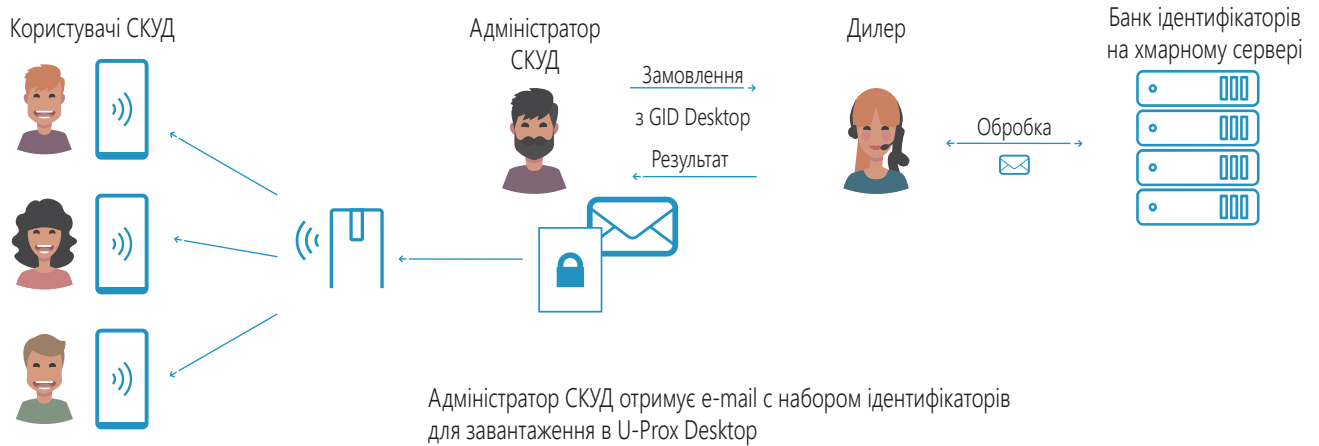 Користувачі СКУД
Адміністратор
СКУД
Замовлення
з GID Desktop
Результат
Дилер
Обробка
Банк ідентифікаторів
на хмарному сервері
Адміністратор СКУД отримує e-mail с набором ідентифікаторів
для завантаження в U-Prox Desktop